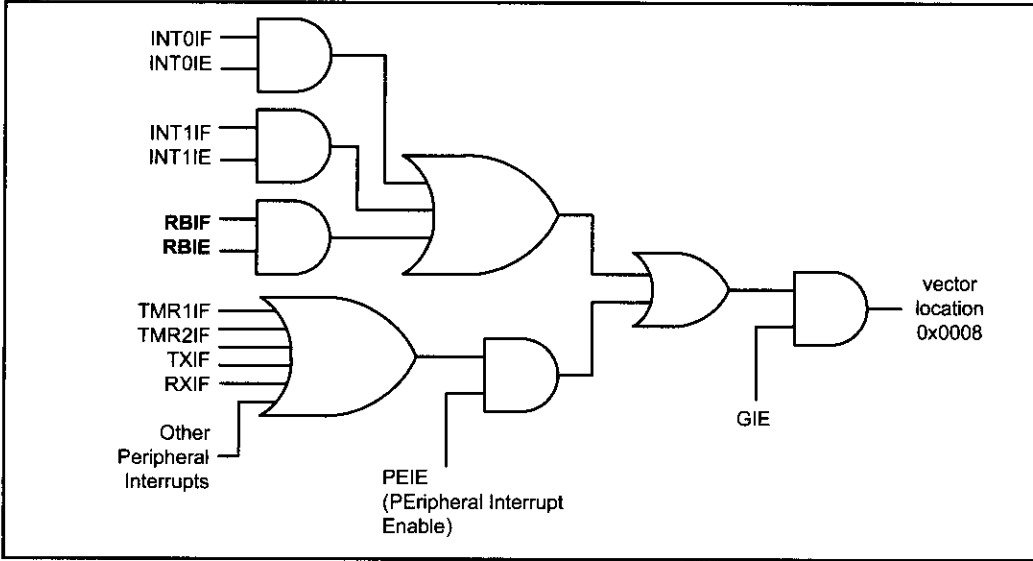 INT0IF
INT0IE
INT1IF
INT1IE
RBIF
RBIE
TMR1IF
TMR2IF
TXIF
RXIF
Other
Peripheral
Interrupts
PEIE
(PEripheral Interrupt
Enable)
GIE
vector
location
0x0008